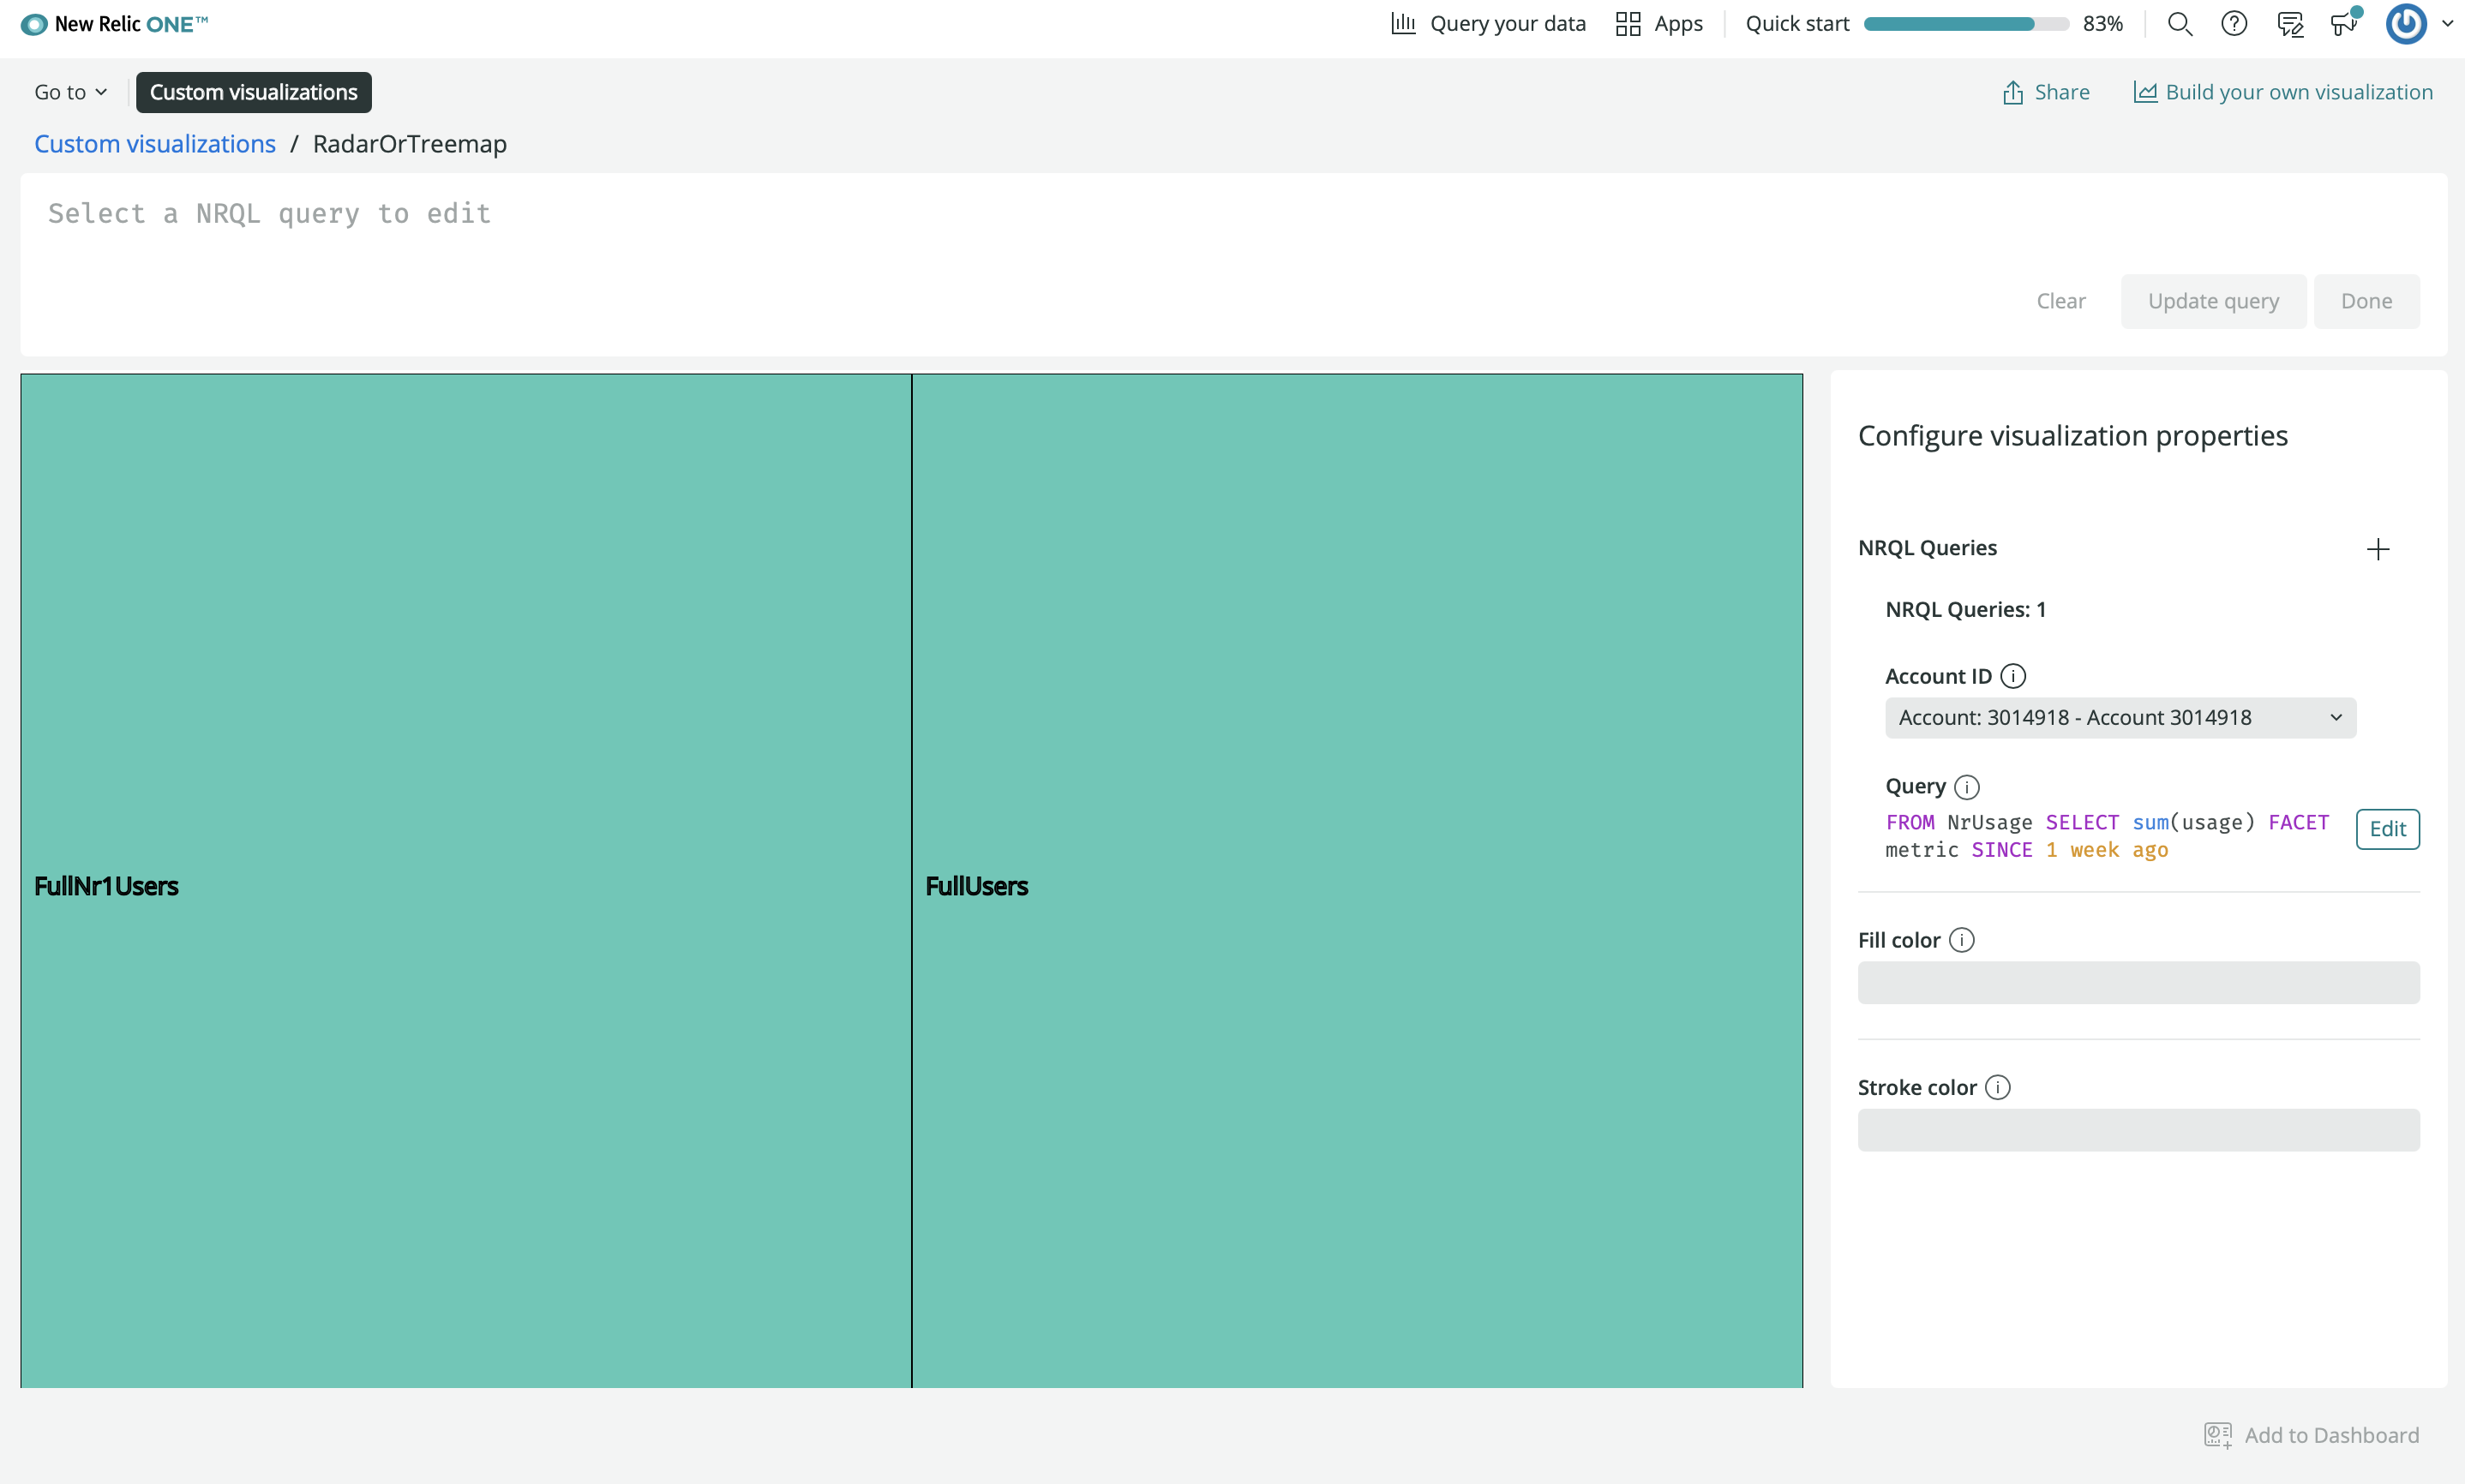 New Relic ONE™
Query your data
Apps
Quick start
83%
Go to
Custom visualizations
Share
Build your own visualization
Custom visualizations / RadarOrTreemap
Select a NRQL query to edit
Clear
Update query
Done
FullNr1Users
FullUsers
Configure visualization properties
NRQL Queries
NRQL Queries: 1
Account ID
Account: 3014918 - Account 3014918
Query
FROM NrUsage SELECT sum(usage) FACET
metric SINCE 1 week ago
Edit
Fill color
Stroke color
Add to Dashboard